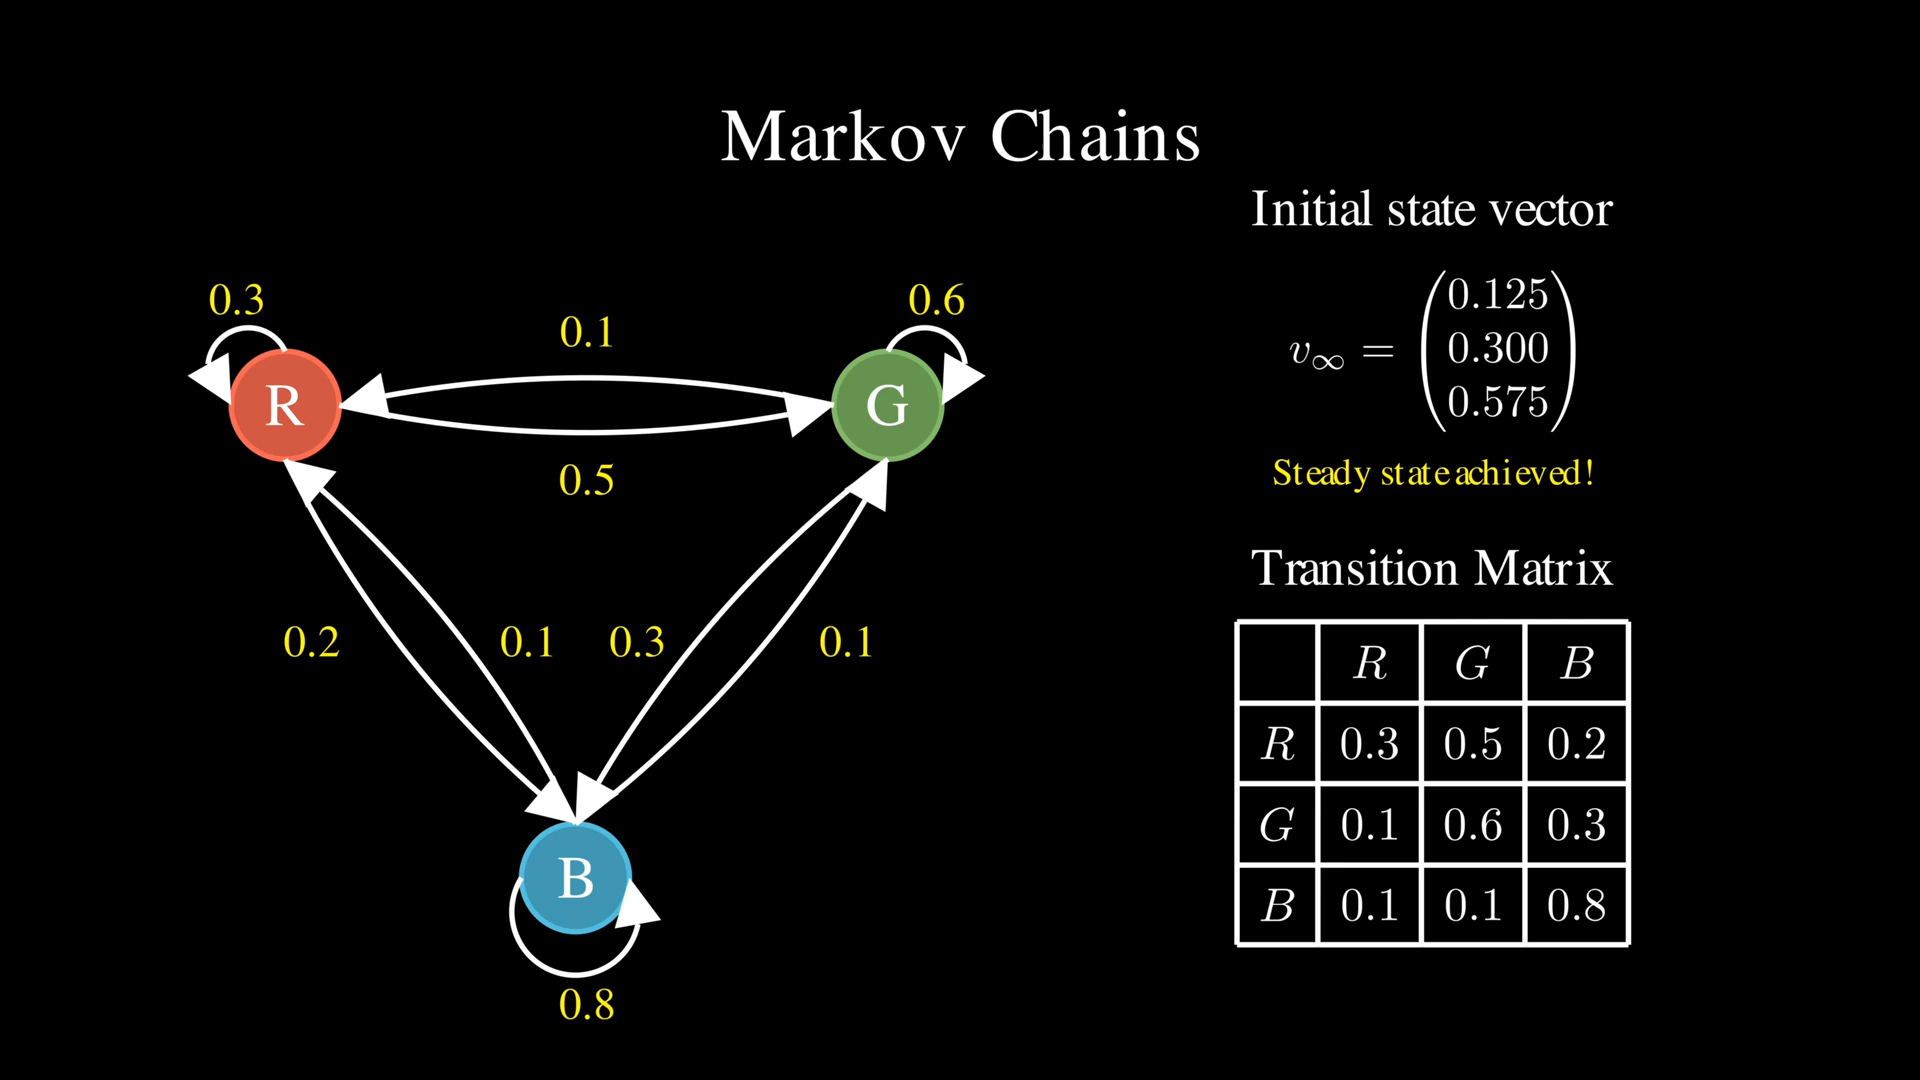 Markov Chains
Initial state vector
v∞ = (0.125
0.300
0.575)
Steady state achieved!
Transition Matrix
R G B
R 0.3 0.5 0.2
G 0.1 0.6 0.3
B 0.1 0.1 0.8
0.3
0.6
0.1
R
G
0.5
0.2
0.1
0.3
0.1
B
0.8